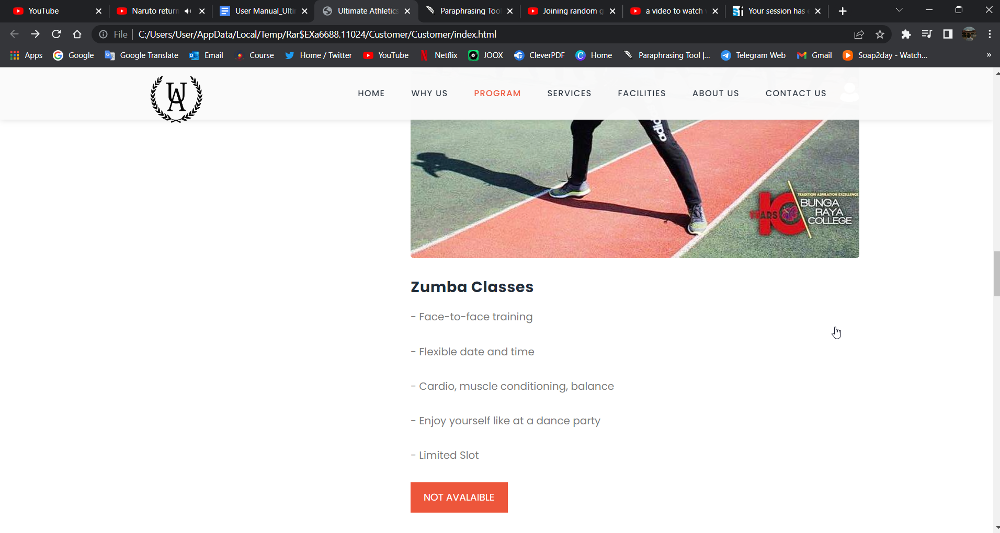 YouTube
Naruto return
User Manual_Ulti
Ultimate Athletics
Paraphrasing Too
Joining random g
a video to watch
Your session has e
File
C:/Users/User/AppData/Local/Temp/Rar$EXa6688.11024/Customer/Customer/index.html
Apps
Google
Google Translate
Email
Course
Home / Twitter
YouTube
Netflix
JOOX
CleverPDF
Home
Paraphrasing Tool |...
Telegram Web
Gmail
Soap2day - Watch...
»
UA
HOME
WHY US
PROGRAM
SERVICES
FACILITIES
ABOUT US
CONTACT US
adidas
10
YEARS
TRADITION ASPIRATION EXCELLENCE
BUNGA
RAYA
COLLEGE
Zumba Classes
- Face-to-face training
- Flexible date and time
- Cardio, muscle conditioning, balance
- Enjoy yourself like at a dance party
- Limited Slot
NOT AVALAIBLE